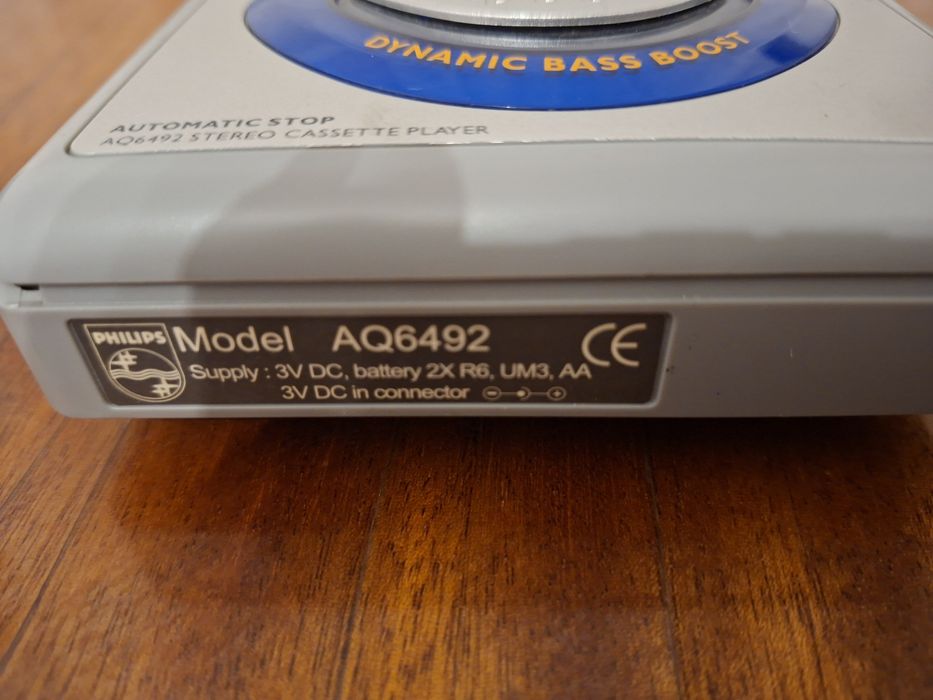 DYNAMIC BASS BOOST
AUTOMATIC STOP
AQ6492 STEREO CASSETTE PLAYER
PHILIPS
Model AQ6492
CE
Supply : 3V DC, battery 2X R6, UM3, AA
3V DC in connector